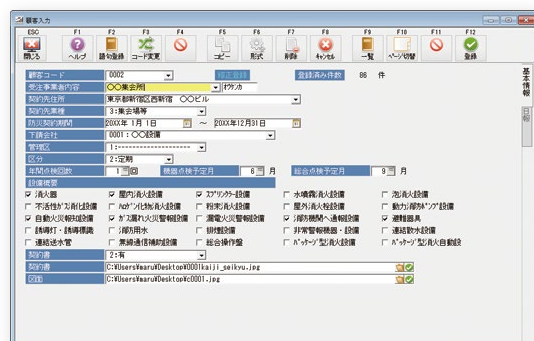 顧客入力
ESC F1 F2 F3 F4 F5 F6 F7 F8 F9 F10 F11 F12
閉じる ヘルプ 語句登録 コード変更 コピー 形式 削除 キャンセル 一覧 ページ切替 登録
顧客コード 0002 修正登録 登録済み件数 86 件
受注事業者内容 〇〇集会所
契約先住所 東京都新宿区西新宿 〇〇ビル
契約先業種 3:集会場等
防災契約期間 20XX年 1月 1日 ～ 20XX年12月31日
下請会社 0001:〇〇設備
管理区 1:--------------------
区分 2:定期
年間点検回数 1 回 機器点検予定月 6 月 総合点検予定月 9 月
設備概要
消火器 屋内消火設備 スプリンクラー設備 水噴霧消火設備 泡消火設備
不活性ガス消化設備 ハロゲン化物消火設備 粉末消火設備 屋外消火栓設備 動力消防ポンプ設備
自動火災報知設備 ガス漏れ火災警報設備 漏電火災警報設備 消防機関へ通報設備 避難器具
誘導灯・誘導標識 消防用水 排煙設備 非常警報機器・設備 連結散水設備
連結送水管 無線通信補助設備 総合操作盤 パッケージ型消火設備 パッケージ型消火自動設
契約書 2:有
契約書 C:¥Users¥maru¥Desktop¥0001kaiji_seikyu.jpg
図面 C:¥Users¥maru¥Desktop¥c0001.jpg
基本情報
日報